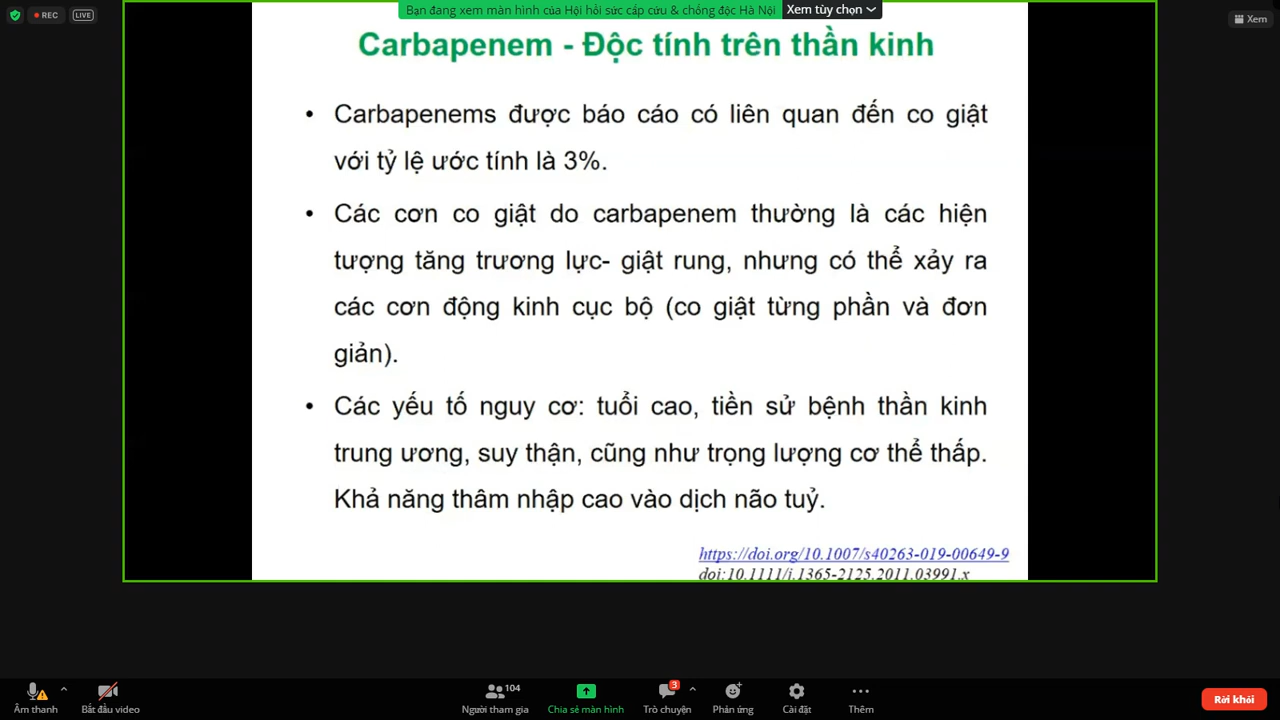 REC
LIVE
Bạn đang xem màn hình của Hội hồi sức cấp cứu & chống độc Hà Nội
Xem tùy chọn
Xem
Carbapenem - Độc tính trên thần kinh
• Carbapenems được báo cáo có liên quan đến co giật
với tỷ lệ ước tính là 3%.
• Các cơn co giật do carbapenem thường là các hiện
tượng tăng trương lực- giật rung, nhưng có thể xảy ra
các cơn động kinh cục bộ (co giật từng phần và đơn
giản).
• Các yếu tố nguy cơ: tuổi cao, tiền sử bệnh thần kinh
trung ương, suy thận, cũng như trọng lượng cơ thể thấp.
Khả năng thâm nhập cao vào dịch não tuỷ.
https://doi.org/10.1007/s40263-019-00649-9
doi:10.1111/j.1365-2125.2011.03991.x
104
3
Âm thanh
Bắt đầu video
Người tham gia
Chia sẻ màn hình
Trò chuyện
Phản ứng
Cài đặt
Thêm
Rời khỏi